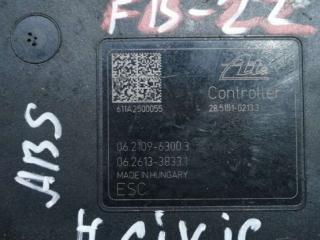 FB-22
Ate
Controller
611A2500055
28.5151-0213.3
06.2109-6300.3
06.2613-3833.1
MADE IN HUNGARY
ESC
ABS
H civic